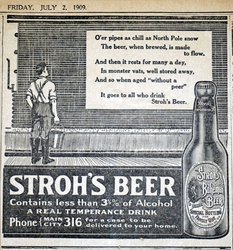 FRIDAY, JULY 2, 1909.
O'er pipes as chill as North Pole snow
The beer, when brewed, is made
to flow.
And then it rests for many a day,
In monster vats, well stored away,
And so when aged "without a
peer"
It goes to all who drink
Stroh's Beer.
STROH'S
BEER
STROH'S BEER
Contains less than 3½% of Alcohol
A REAL TEMPERANCE DRINK
Phone MAIN CITY 316 for a case to be
delivered to your home.